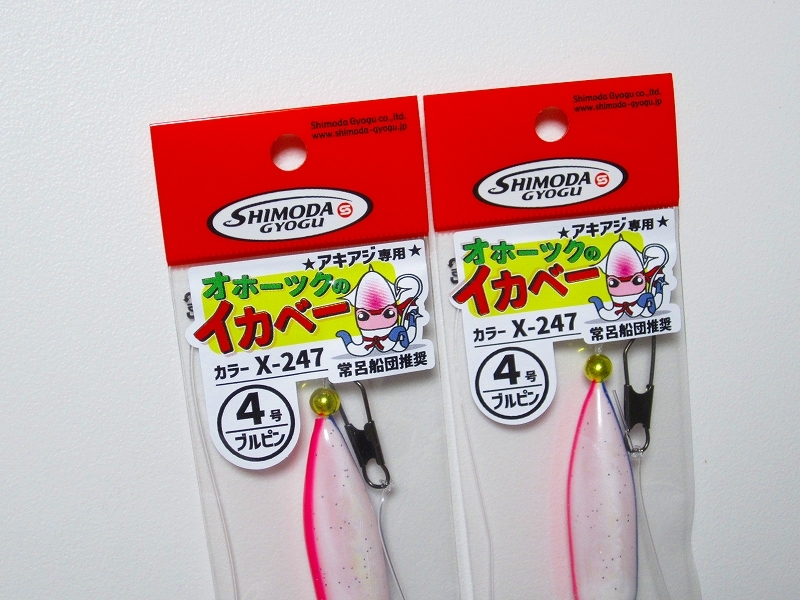 Shimoda Gyogu co.,ltd.
www.shimoda-gyogu.jp
SHIMODA S
GYOGU
★アキアジ専用★
オホーツクの
イカベー
カラー X-247
常呂船団推奨
4号
ブルピン
Shimoda Gyogu co.,ltd.
www.shimoda-gyogu.jp
SHIMODA S
GYOGU
★アキアジ専用★
オホーツクの
イカベー
カラー X-247
常呂船団推奨
4号
ブルピン